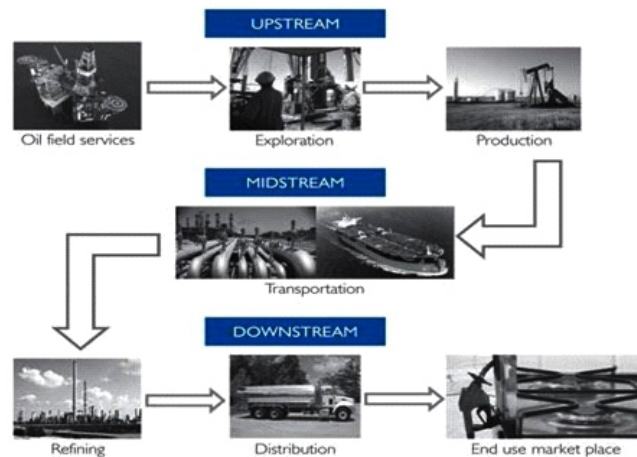 UPSTREAM
Oil field services
Exploration
Production
MIDSTREAM
Transportation
DOWNSTREAM
Refining
Distribution
End use market place